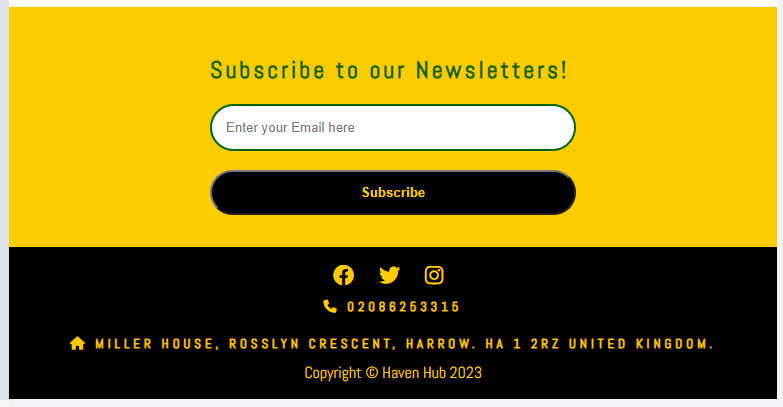 Subscribe to our Newsletters!
Enter your Email here
Subscribe
02086253315
MILLER HOUSE, ROSSLYN CRESCENT, HARROW. HA 1 2RZ UNITED KINGDOM.
Copyright © Haven Hub 2023